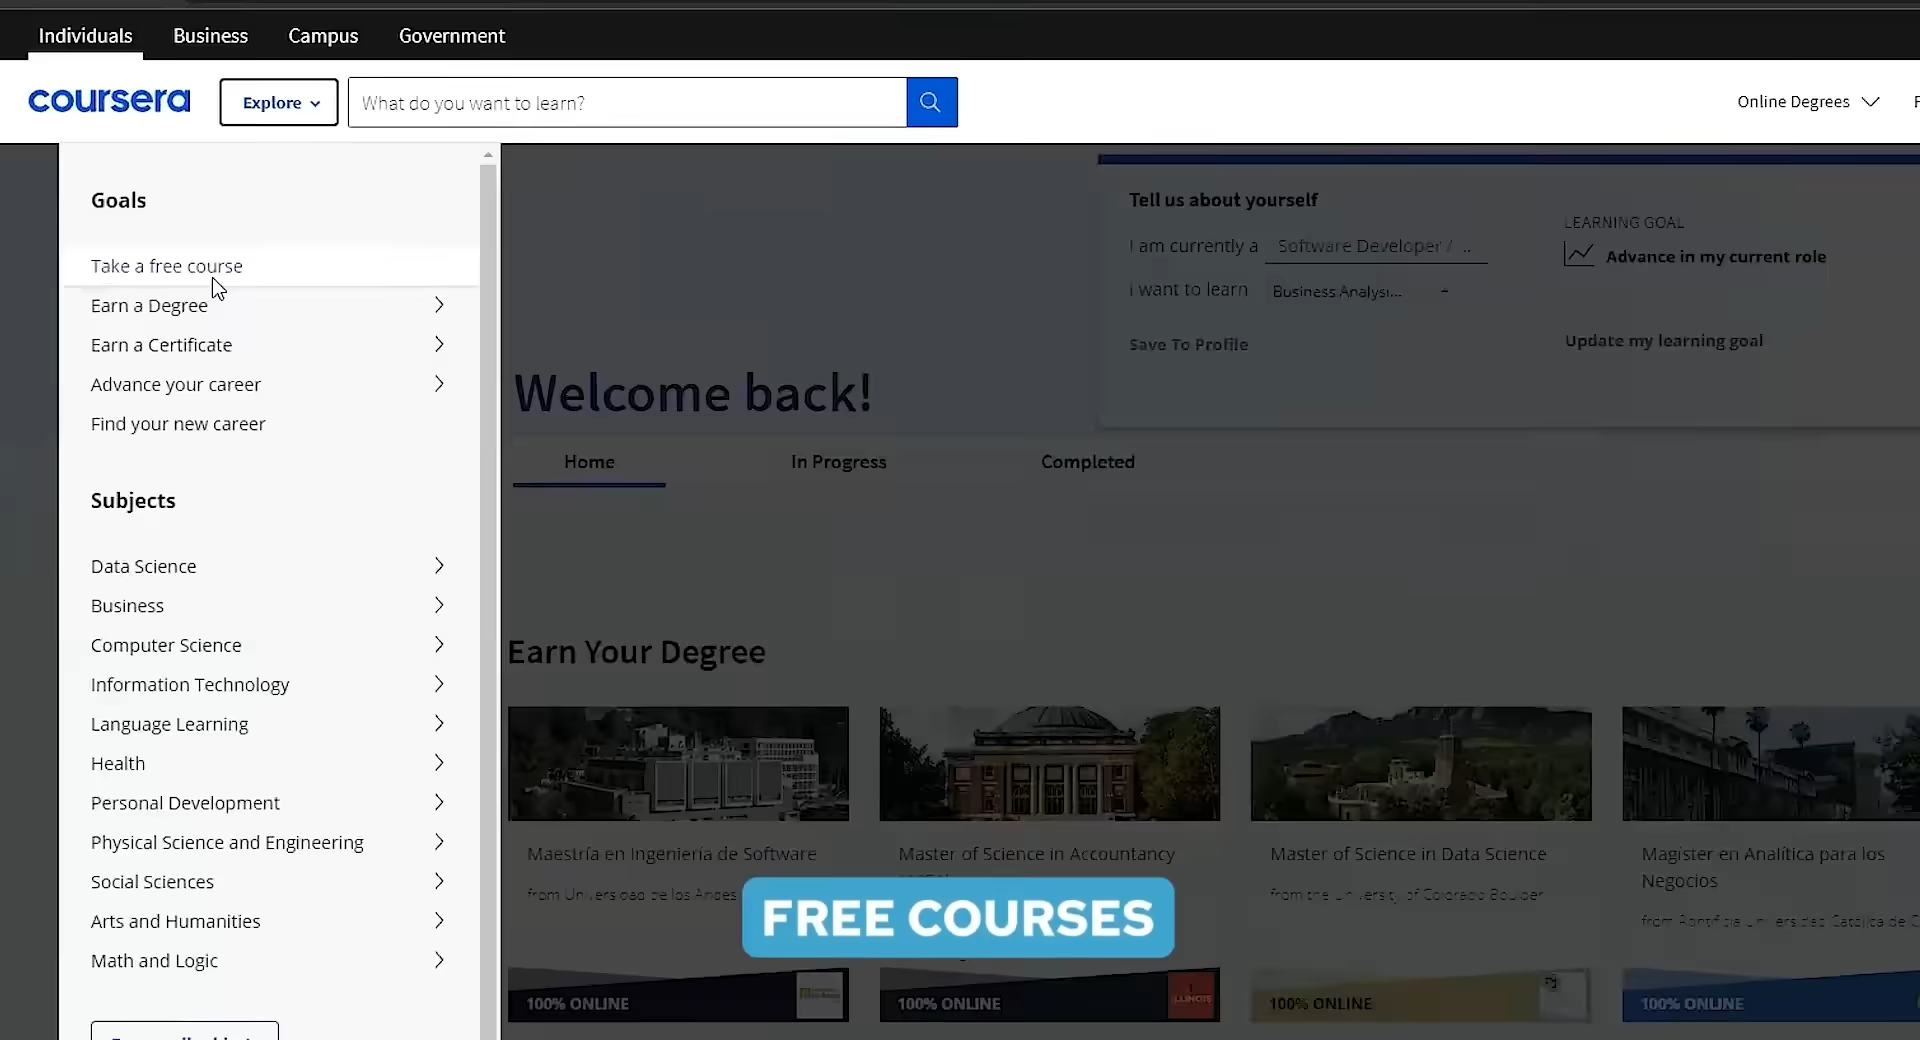 Individuals Business Campus Government
coursera Explore What do you want to learn? Online Degrees
Goals
Take a free course
Earn a Degree
Earn a Certificate
Advance your career
Find your new career
Subjects
Data Science
Business
Computer Science
Information Technology
Language Learning
Health
Personal Development
Physical Science and Engineering
Social Sciences
Arts and Humanities
Math and Logic
Tell us about yourself
I am currently a Software Developer / ...
I want to learn Business Analysi...
Save To Profile
LEARNING GOAL
Advance in my current role
Update my learning goal
Welcome back!
Home In Progress Completed
Earn Your Degree
Maestría en Ingeniería de Software
from Universidad de los Andes
100% ONLINE
Master of Science in Accountancy
100% ONLINE
ILLINOIS
Master of Science in Data Science
from the University of Colorado Boulder
100% ONLINE
Magíster en Analítica para los
Negocios
from Pontificia Universidad Católica de C
100% ONLINE
FREE COURSES